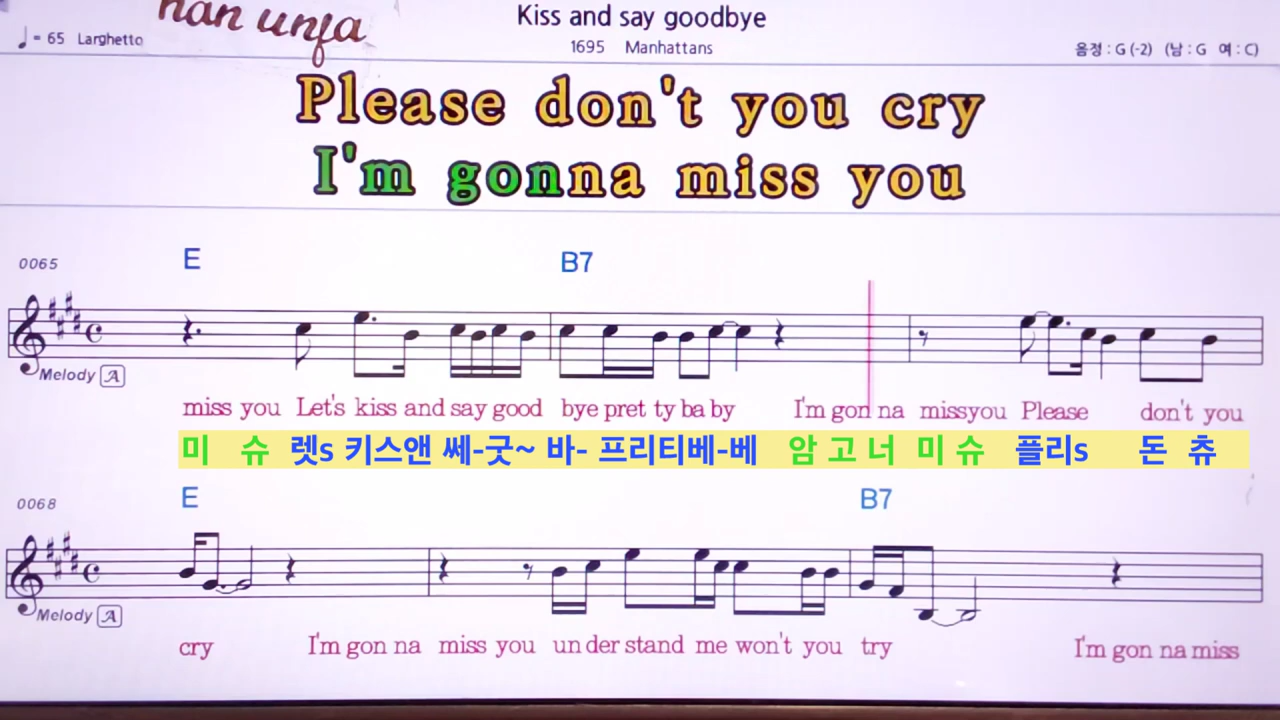 nan unja
Kiss and say goodbye
♩= 65 Larghetto
1695 Manhattans
음정 : G (-2) (남 : G 여 : C)
Please don't you cry
I'm gonna miss you
0065
E B7
Melody A
miss you Let's kiss and say good bye pret ty ba by I'm gon na missyou Please don't you
미 슈 렛s 키스앤 쎄-굿~ 바- 프리티베-베 암 고 너 미 슈 플리s 돈 츄
0068
E B7
Melody A
cry I'm gon na miss you un der stand me won't you try I'm gon na miss